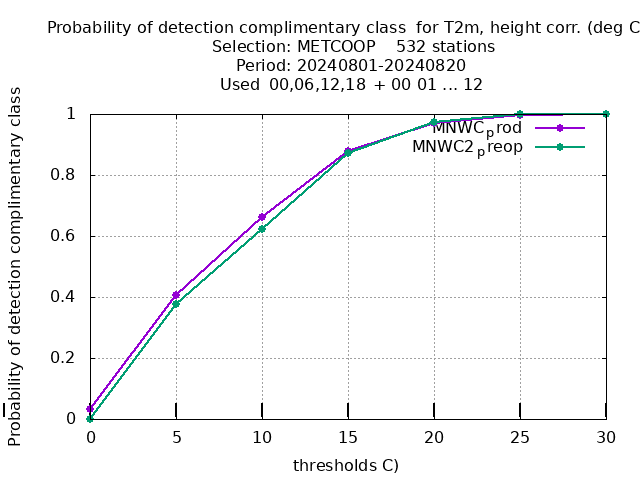 Probability of detection complimentary class for T2m, height corr. (deg C
Selection: METCOOP 532 stations
Period: 20240801-20240820
Used 00,06,12,18 + 00 01 ... 12
Probability of detection complimentary class
1
0.8
0.6
0.4
0.2
0
MNWC_prod
MNWC2_preop
0 5 10 15 20 25 30
thresholds C)